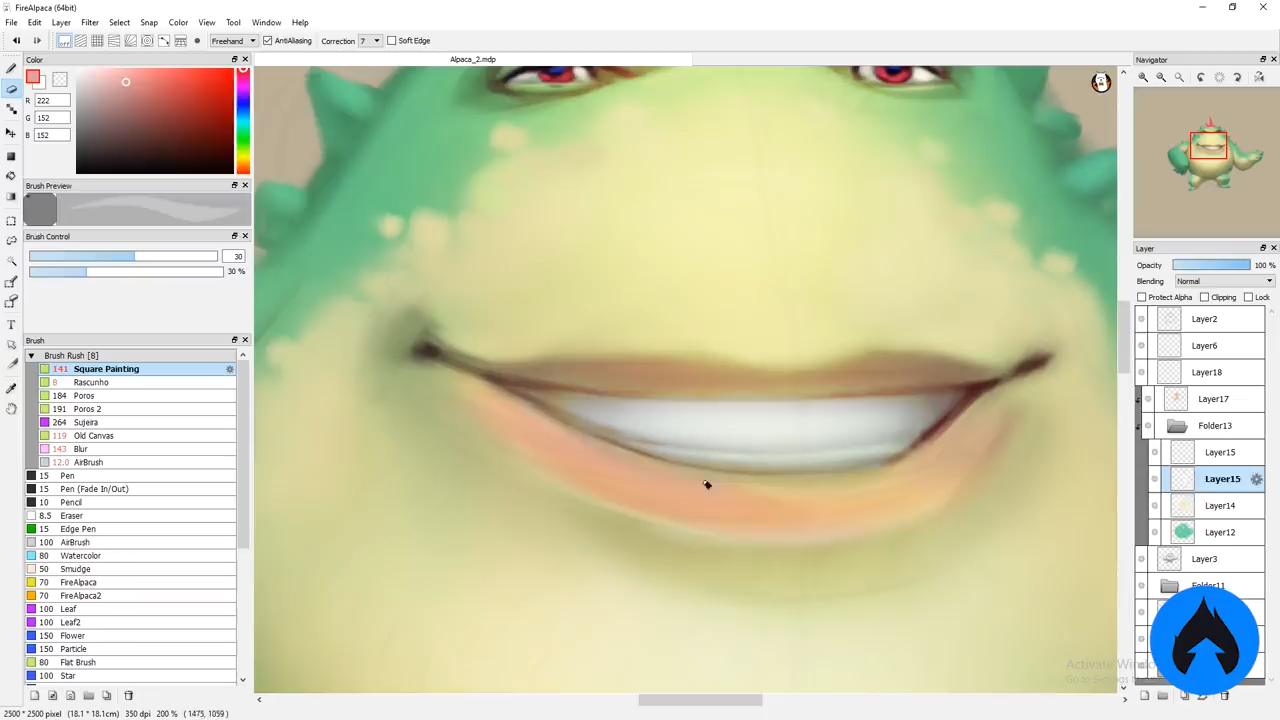 FireAlpaca (64bit)
File Edit Layer Filter Select Snap Color View Tool Window Help
off Freehand AntiAliasing Correction 7 Soft Edge
Color
Alpaca_2.mdp
Navigator
R 222
G 152
B 152
Brush Preview
Brush Control
30
30 %
Layer
Opacity 100 %
Blending Normal
Protect Alpha Clipping Lock
Layer2
Layer6
Layer18
Layer17
Folder13
Layer15
Layer15
Layer14
Layer12
Layer3
Folder11
Brush
Brush Rush [8]
141 Square Painting
8 Rascunho
184 Poros
191 Poros 2
264 Sujeira
119 Old Canvas
143 Blur
12.0 AirBrush
15 Pen
15 Pen (Fade In/Out)
10 Pencil
8.5 Eraser
15 Edge Pen
100 AirBrush
80 Watercolor
50 Smudge
70 FireAlpaca
70 FireAlpaca2
100 Leaf
100 Leaf2
150 Flower
150 Particle
80 Flat Brush
100 Star
2500 * 2500 pixel (18.1 * 18.1cm) 350 dpi 200 % ( 1475, 1059 )